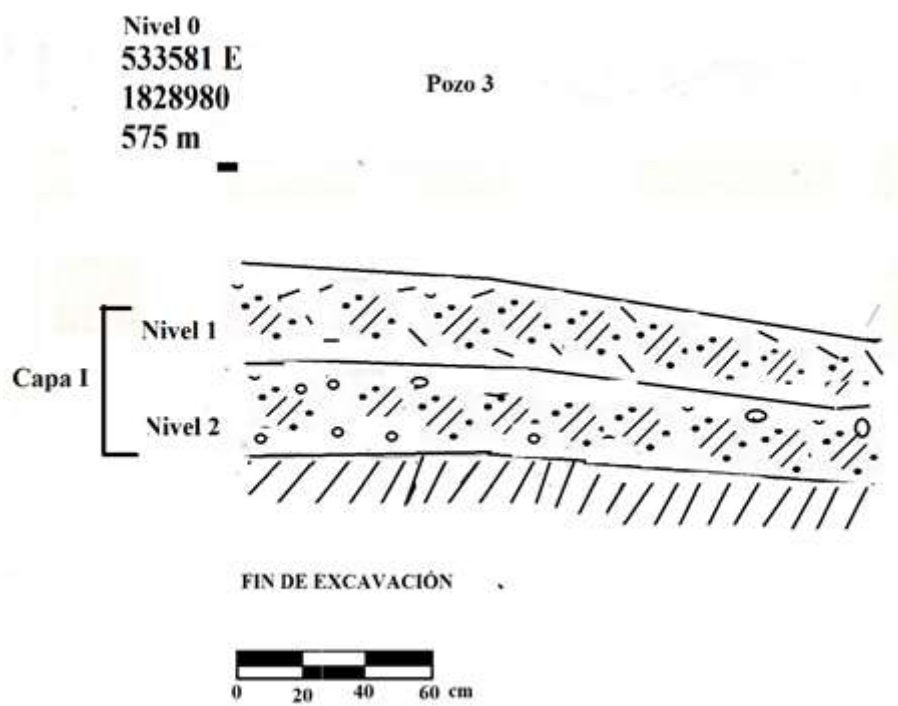 Nivel 0
533581 E
1828980
575 m
Pozo 3
Nivel 1
Capa I
Nivel 2
FIN DE EXCAVACIÓN
0 20 40 60 cm